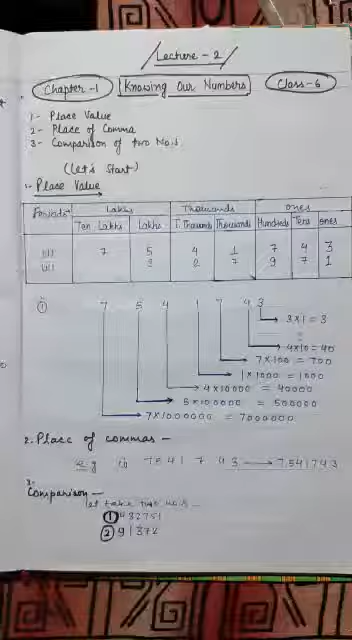 Lecture - 2
Chapter - 1 Knowing Our Numbers Class - 6
1- Place Value
2- Place of Comma
3- Comparison of two No.s
(Let's Start)
1- Place Value
Periods Lakhs Thousands Ones
Ten Lakhs Lakhs T. Thousands Thousands Hundreds Tens Ones
(i) 7 5 4 1 7 4 3
(ii) 3 2 7 9 7 1
① 7 5 4 1 7 4 3
3 x 1 = 3
4 x 10 = 40
7 x 100 = 700
1 x 1000 = 1000
4 x 10000 = 40000
5 x 100000 = 500000
7 x 1000000 = 7000000
2. Place of commas -
e.g (i) 7541743 → 7,541,743
3-
Comparison -
let take two no.s
① 432751
② 91372